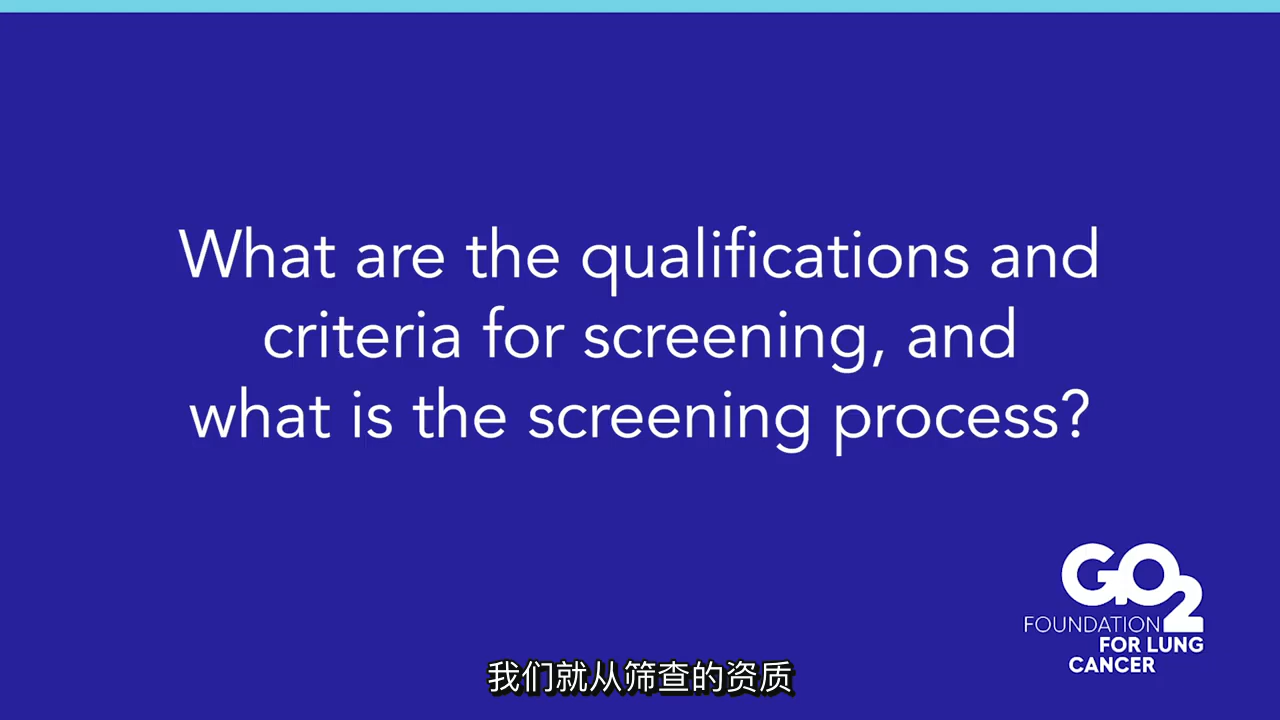 What are the qualifications and
criteria for screening, and
what is the screening process?
GO2
FOUNDATION
FOR LUNG
CANCER
我们就从筛查的资质